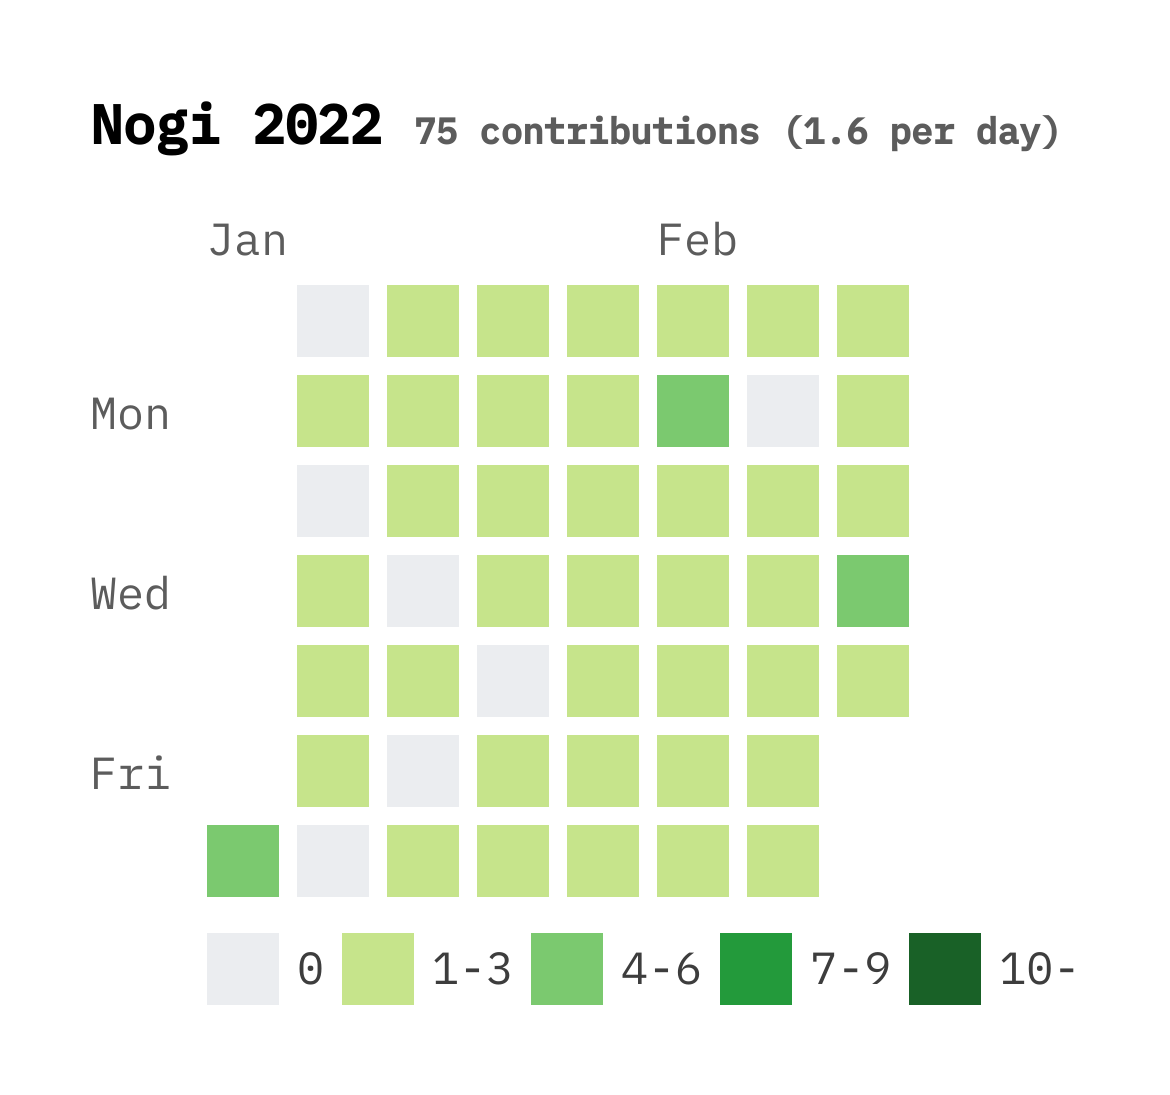 Nogi 2022 75 contributions (1.6 per day)
Jan Feb
Mon
Wed
Fri
0 1-3 4-6 7-9 10-